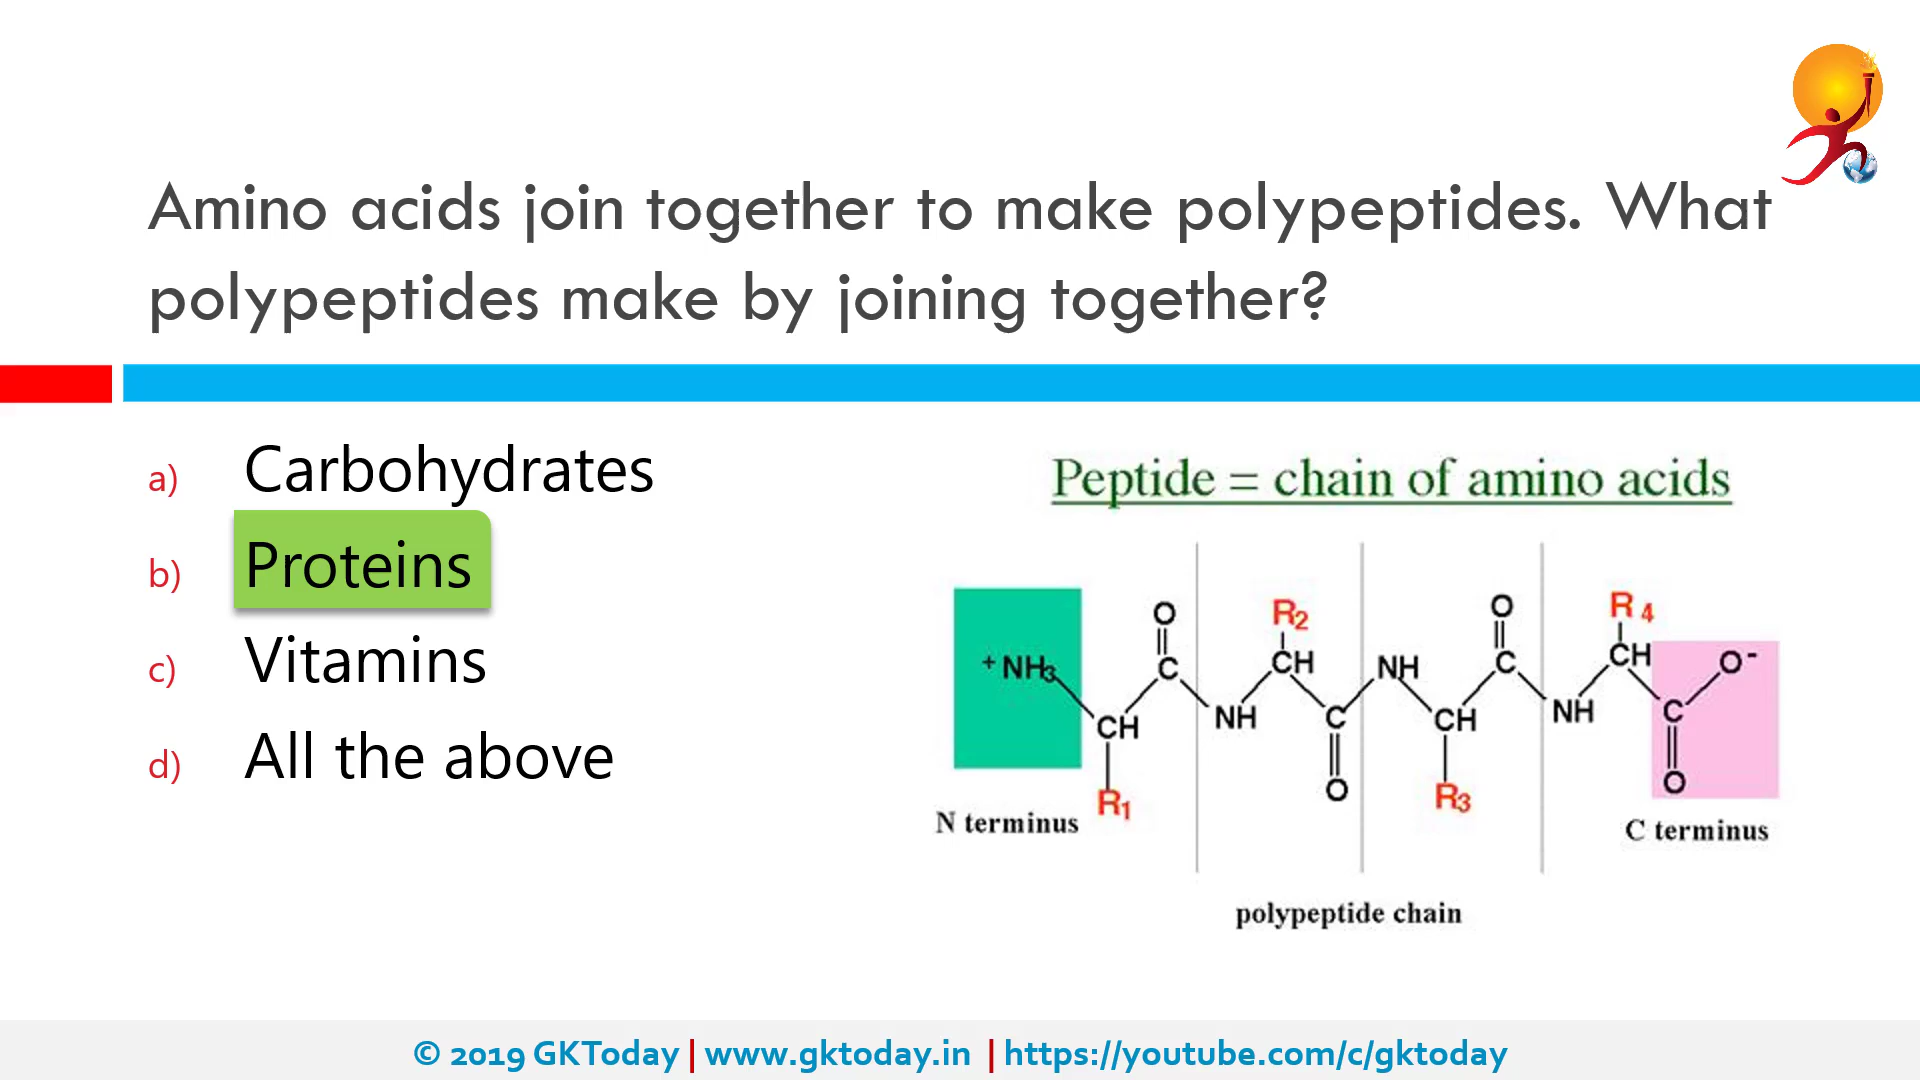 Amino acids join together to make polypeptides. What
polypeptides make by joining together?
a) Carbohydrates
b) Proteins
c) Vitamins
d) All the above
Peptide = chain of amino acids
+NH3
CH
R1
O
C
NH
R2
CH
C
O
NH
CH
R3
O
C
NH
R4
CH
C
O
O-
N terminus
C terminus
polypeptide chain
© 2019 GKToday | www.gktoday.in | https://youtube.com/c/gktoday